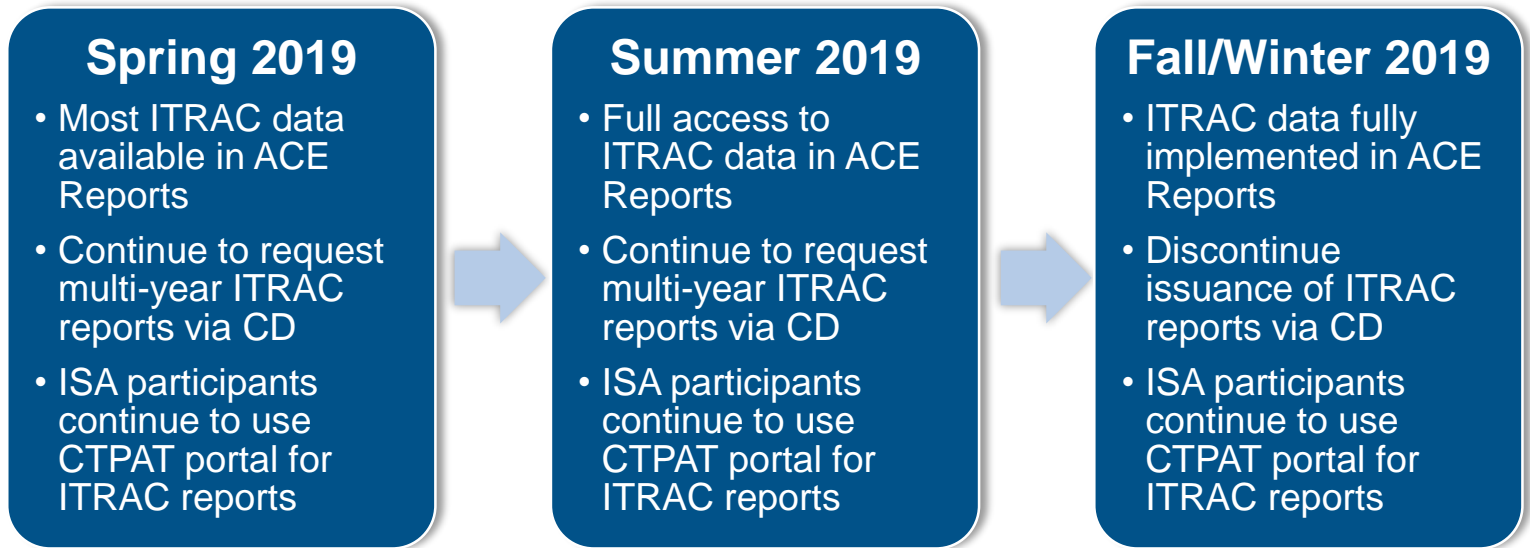 Spring 2019
• Most ITRAC data
available in ACE
Reports
• Continue to request
multi-year ITRAC
reports via CD
• ISA participants
continue to use
CTPAT portal for
ITRAC reports
Summer 2019
• Full access to
ITRAC data in ACE
Reports
• Continue to request
multi-year ITRAC
reports via CD
• ISA participants
continue to use
CTPAT portal for
ITRAC reports
Fall/Winter 2019
• ITRAC data fully
implemented in ACE
Reports
• Discontinue
issuance of ITRAC
reports via CD
• ISA participants
continue to use
CTPAT portal for
ITRAC reports